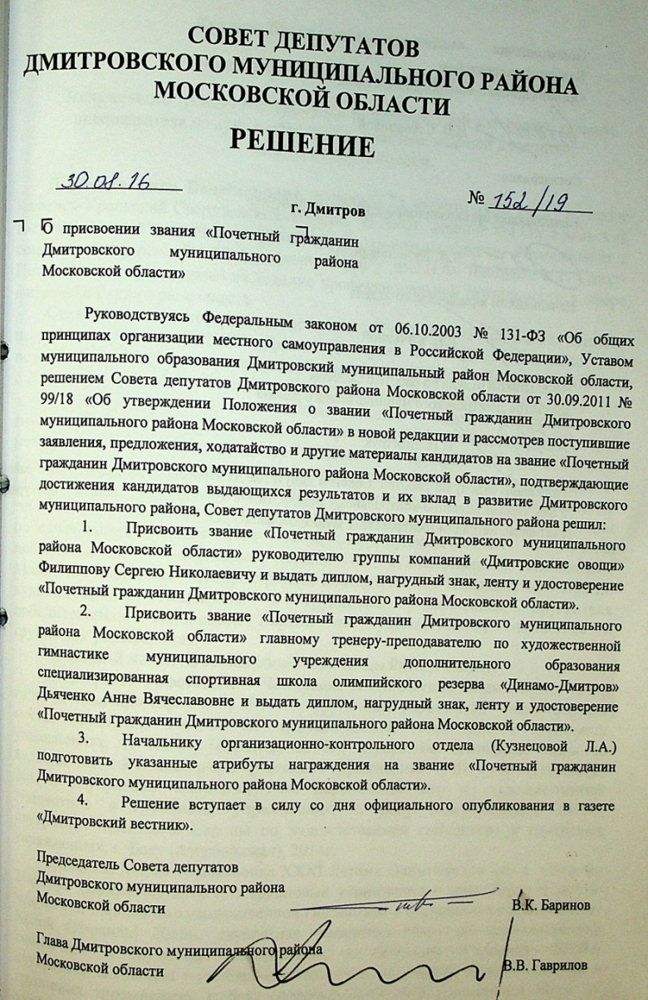 СОВЕТ ДЕПУТАТОВ
ДМИТРОВСКОГО МУНИЦИПАЛЬНОГО РАЙОНА
МОСКОВСКОЙ ОБЛАСТИ
РЕШЕНИЕ
30.08.16 № 152/19
г. Дмитров
О присвоении звания «Почетный гражданин
Дмитровского муниципального района
Московской области»
Руководствуясь Федеральным законом от 06.10.2003 № 131-ФЗ «Об общих
принципах организации местного самоуправления в Российской Федерации», Уставом
муниципального образования Дмитровский муниципальный район Московской области,
решением Совета депутатов Дмитровского района Московской области от 30.09.2011 №
99/18 «Об утверждении Положения о звании «Почетный гражданин Дмитровского
муниципального района Московской области» в новой редакции и рассмотрев поступившие
заявления, предложения, ходатайство и другие материалы кандидатов на звание «Почетный
гражданин Дмитровского муниципального района Московской области», подтверждающие
достижения кандидатов выдающихся результатов и их вклад в развитие Дмитровского
муниципального района, Совет депутатов Дмитровского муниципального района решил:
1. Присвоить звание «Почетный гражданин Дмитровского муниципального
района Московской области» руководителю группы компаний «Дмитровские овощи»
Филиппову Сергею Николаевичу и выдать диплом, нагрудный знак, ленту и удостоверение
«Почетный гражданин Дмитровского муниципального района Московской области».
2. Присвоить звание «Почетный гражданин Дмитровского муниципального
района Московской области» главному тренеру-преподавателю по художественной
гимнастике муниципального учреждения дополнительного образования
специализированная спортивная школа олимпийского резерва «Динамо-Дмитров»
Дьяченко Анне Вячеславовне и выдать диплом, нагрудный знак, ленту и удостоверение
«Почетный гражданин Дмитровского муниципального района Московской области».
3. Начальнику организационно-контрольного отдела (Кузнецовой Л.А.)
подготовить указанные атрибуты награждения на звание «Почетный гражданин
Дмитровского муниципального района Московской области».
4. Решение вступает в силу со дня официального опубликования в газете
«Дмитровский вестник».
Председатель Совета депутатов
Дмитровского муниципального района
Московской области В.К. Баринов
Глава Дмитровского муниципального района
Московской области В.В. Гаврилов